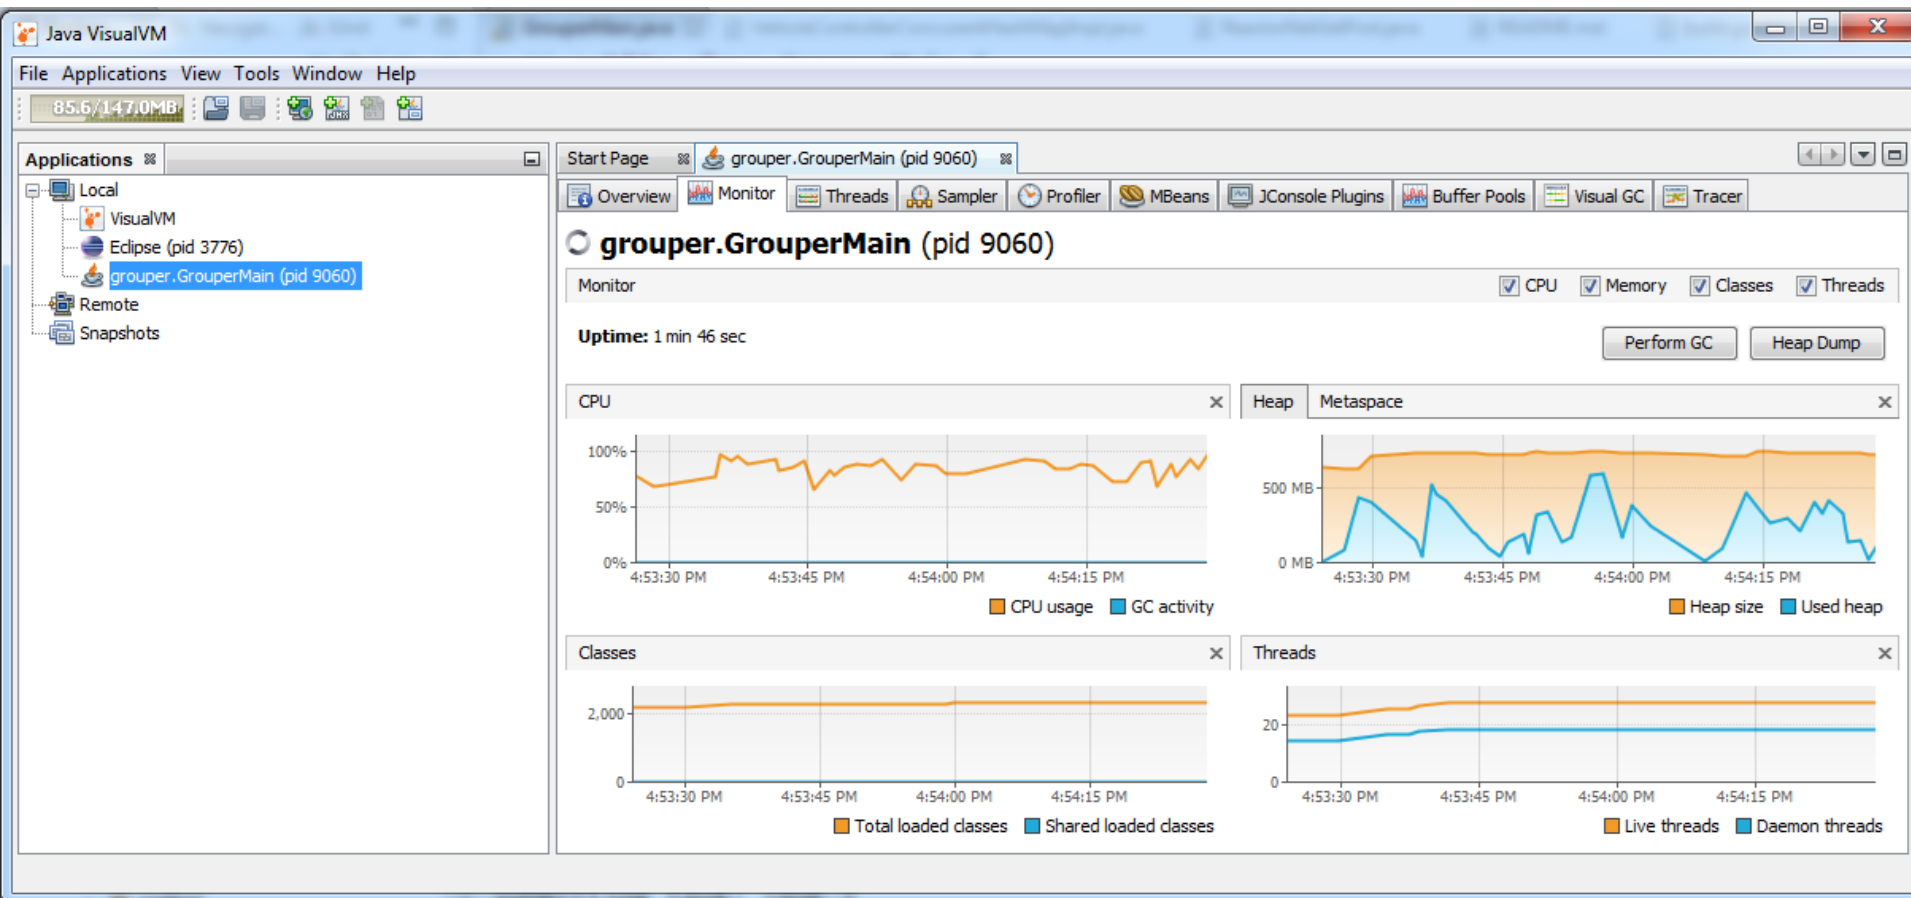 Java VisualVM
File Applications View Tools Window Help
85.6/147.0MB
Applications
Local
VisualVM
Eclipse (pid 3776)
grouper.GrouperMain (pid 9060)
Remote
Snapshots
Start Page grouper.GrouperMain (pid 9060)
Overview Monitor Threads Sampler Profiler MBeans JConsole Plugins Buffer Pools Visual GC Tracer
grouper.GrouperMain (pid 9060)
Monitor CPU Memory Classes Threads
Uptime: 1 min 46 sec Perform GC Heap Dump
CPU
100%
50%
0%
4:53:30 PM 4:53:45 PM 4:54:00 PM 4:54:15 PM
CPU usage GC activity
Heap Metaspace
500 MB
0 MB
4:53:30 PM 4:53:45 PM 4:54:00 PM 4:54:15 PM
Heap size Used heap
Classes
2,000
0
4:53:30 PM 4:53:45 PM 4:54:00 PM 4:54:15 PM
Total loaded classes Shared loaded classes
Threads
20
0
4:53:30 PM 4:53:45 PM 4:54:00 PM 4:54:15 PM
Live threads Daemon threads